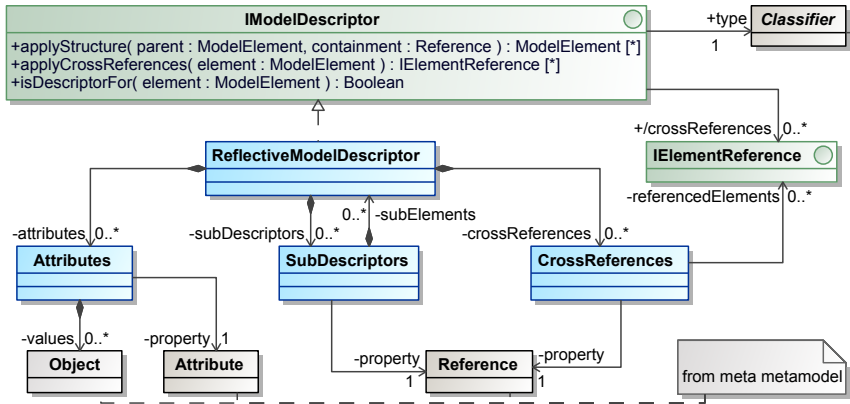 IModelDescriptor
+applyStructure( parent : ModelElement, containment : Reference ) : ModelElement [*]
+applyCrossReferences( element : ModelElement ) : IElementReference [*]
+isDescriptorFor( element : ModelElement ) : Boolean
+type
1
Classifier
+/crossReferences 0..*
IElementReference
-referencedElements 0..*
ReflectiveModelDescriptor
0..* -subElements
-attributes 0..*
-subDescriptors 0..*
-crossReferences 0..*
Attributes
SubDescriptors
CrossReferences
-values 0..*
-property 1
-property
1
-property
1
Object
Attribute
Reference
from meta metamodel